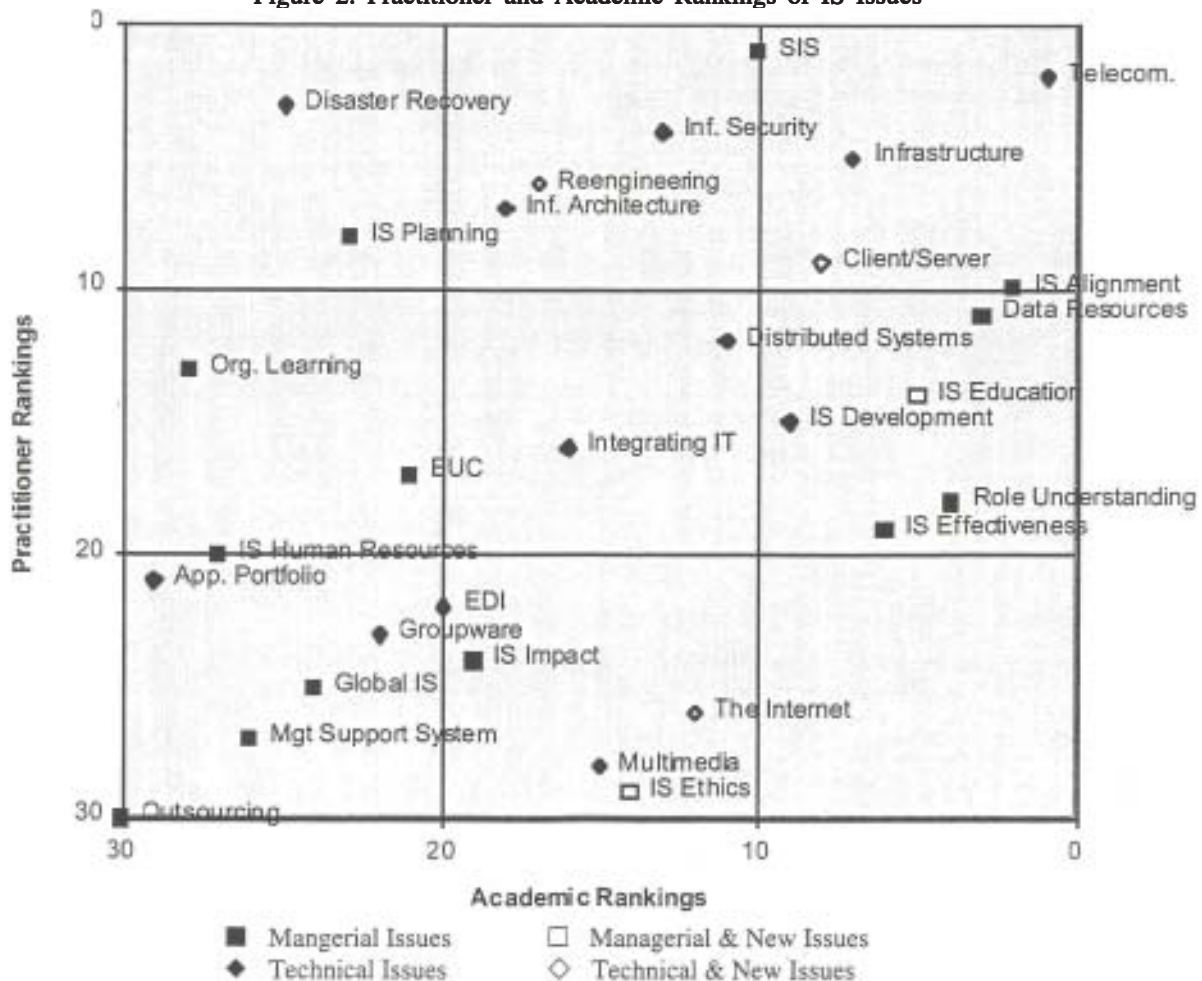 Figure 2. Practitioner and Academic Rankings of IS Issues
0
SIS
Telecom.
Disaster Recovery
Inf. Security
Infrastructure
Reengineering
Inf. Architecture
IS Planning
Client/Server
10
IS Alignment
Data Resources
Distributed Systems
Org. Learning
IS Education
IS Development
Integrating IT
EUC
Role Understanding
IS Effectiveness
20
IS Human Resources
App. Portfolio
EDI
Groupware
IS Impact
Global IS
The Internet
Mgt Support System
Multimedia
IS Ethics
Outsourcing
30
30 20 10 0
Practitioner Rankings
Academic Rankings
Mangerial Issues Managerial & New Issues
Technical Issues Technical & New Issues